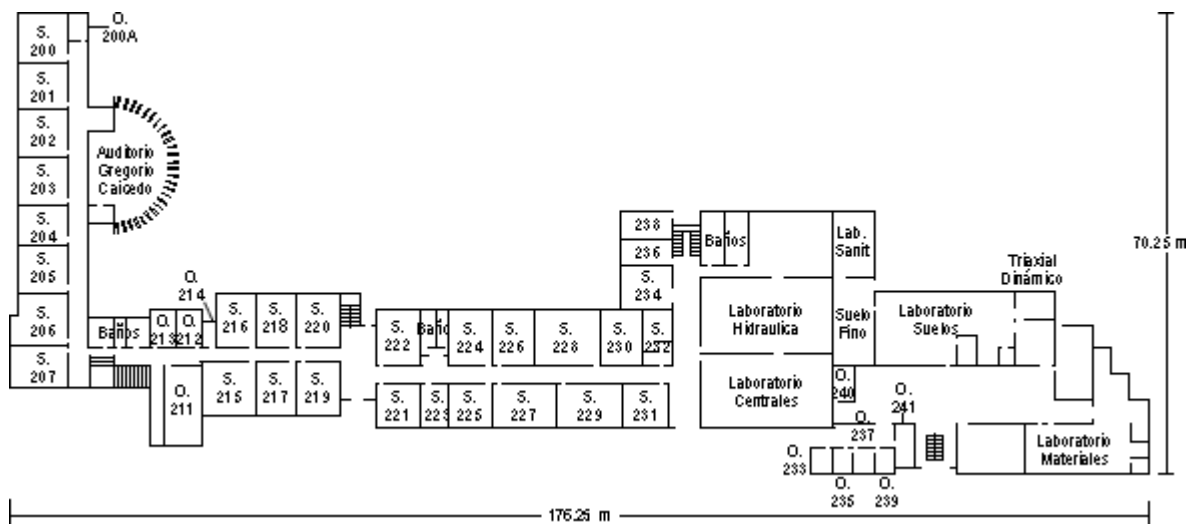 S.
200
O.
200A
S.
201
S.
202
Auditorio
Gregorio
Caicedo
S.
203
S.
204
S.
205
S.
206
S.
207
Baños
O.
213
O.
212
O.
214
O.
211
S.
216
S.
218
S.
220
S.
215
S.
217
S.
219
S.
222
Baños
S.
224
S.
226
S.
228
S.
230
S.
232
S.
221
S.
223
S.
225
S.
227
S.
229
S.
231
238
236
S.
234
Baños
Lab.
Sanit
Laboratorio
Hidraulica
Suelo
Fino
Laboratorio
Suelos
Triaxial
Dinámico
Laboratorio
Centrales
O.
240
O.
241
O.
237
O.
233
O.
235
O.
239
Laboratorio
Materiales
70.25 m
176.25 m